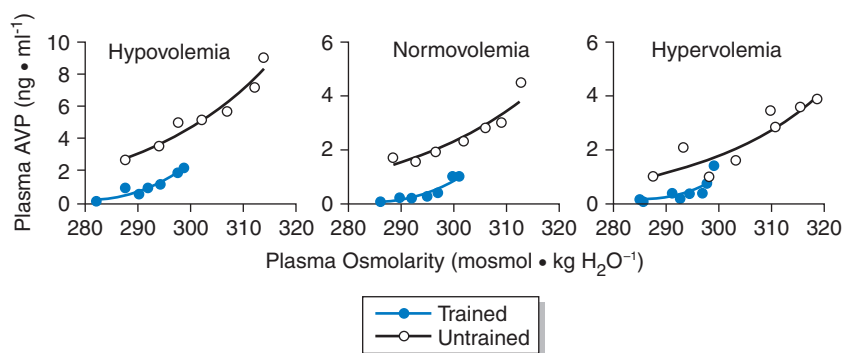 Hypovolemia
Normovolemia
Hypervolemia
Plasma AVP (ng • ml⁻¹)
10
8
6
4
2
0
280 290 300 310 320
6
4
2
0
280 290 300 310 320
6
4
2
0
280 290 300 310 320
Plasma Osmolarity (mosmol • kg H₂O⁻¹)
Trained
Untrained